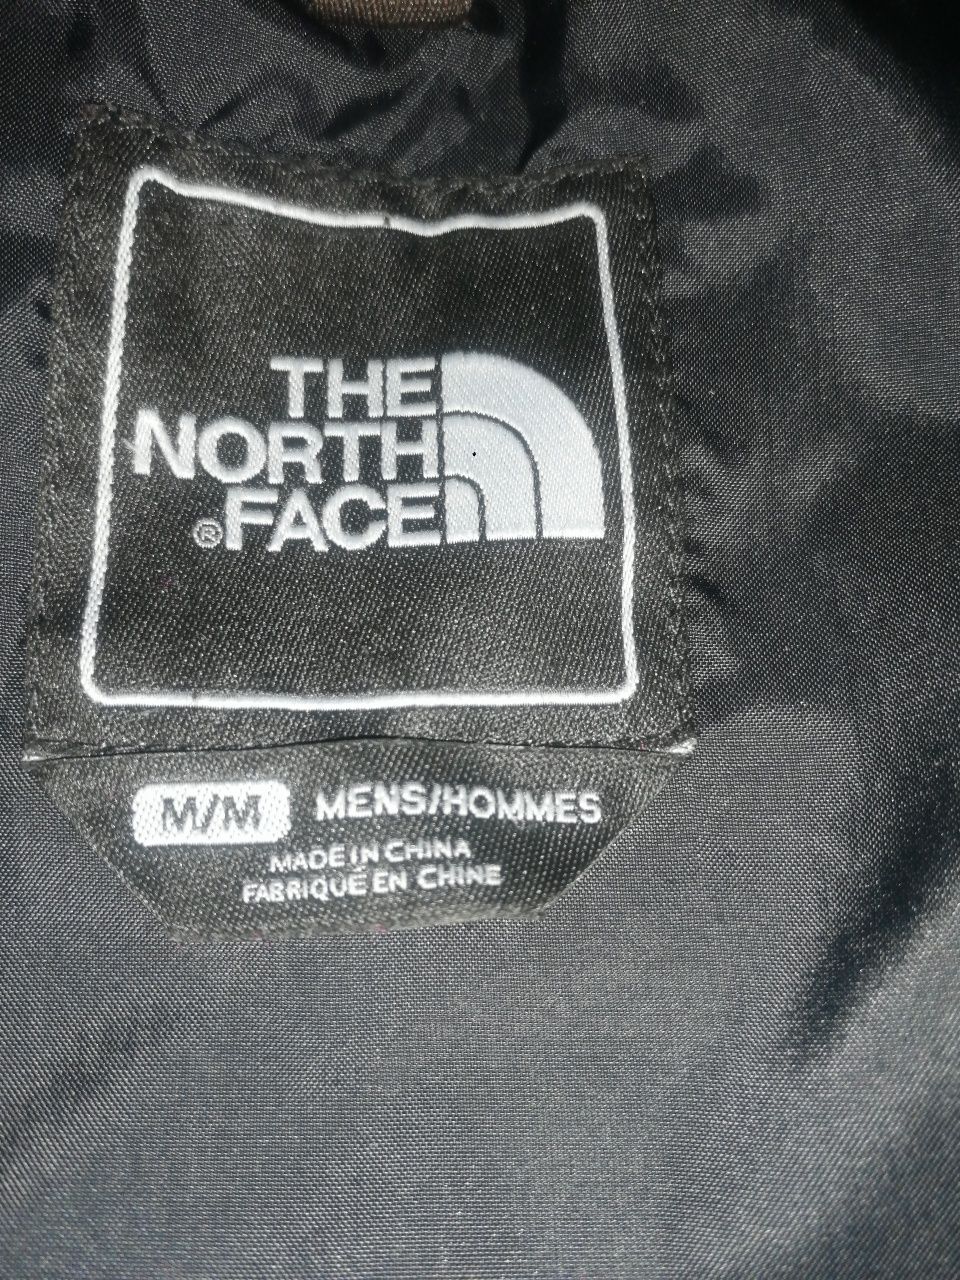 THE
NORTH
®FACE
M/M MENS/HOMMES
MADE IN CHINA
FABRIQUÉ EN CHINE